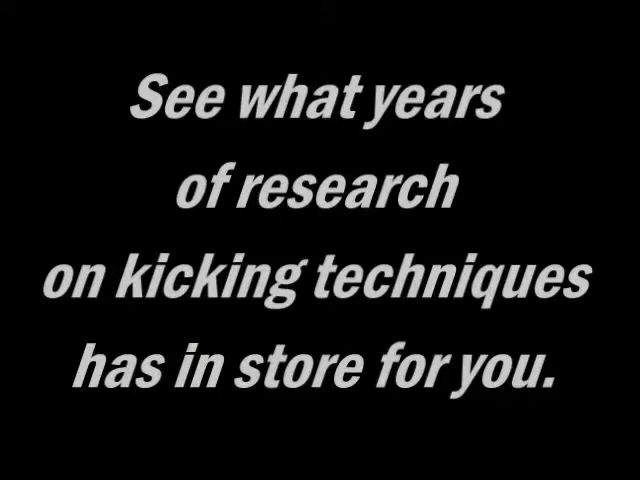 See what years
of research
on kicking techniques
has in store for you.